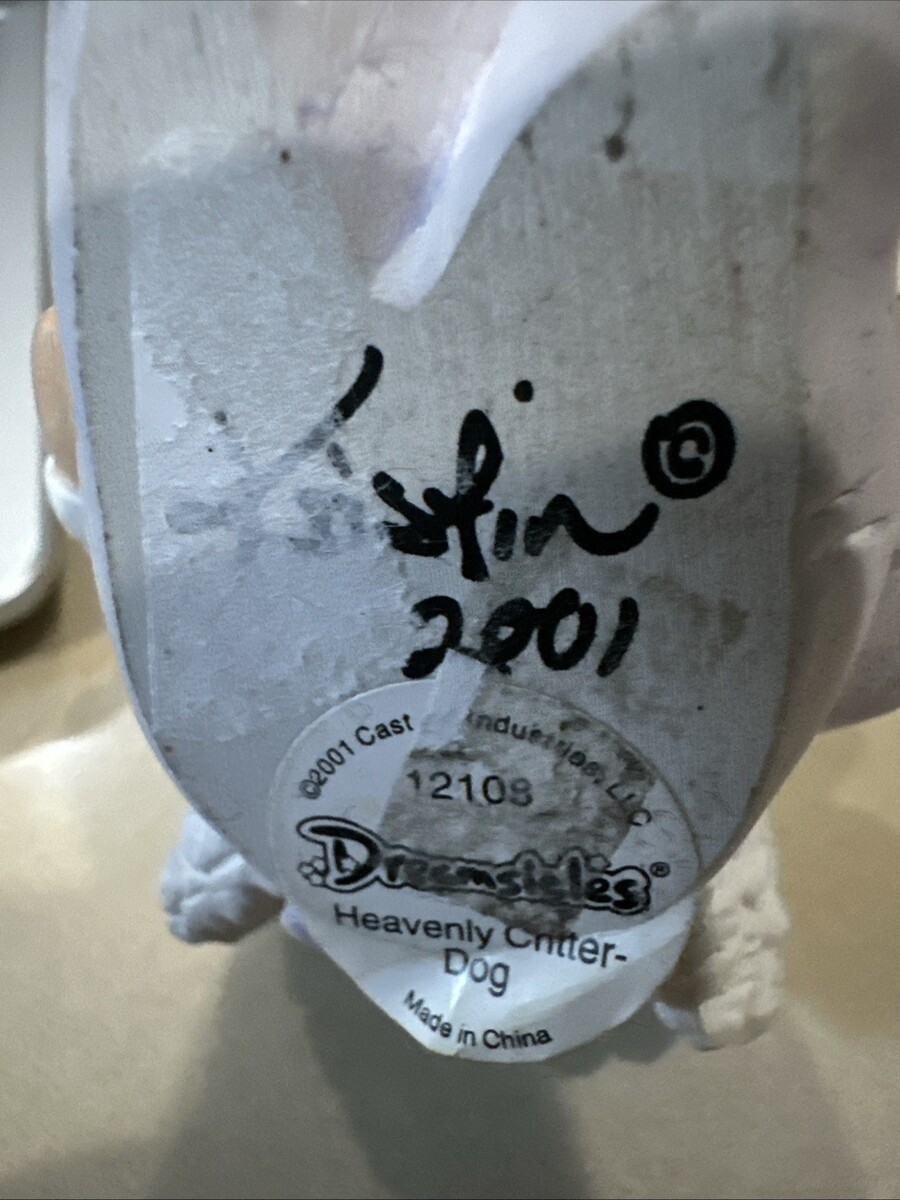 ©
2001
©2001 Cast Industries, LLC
12108
Dreamsicles®
Heavenly Critter-
Dog
Made in China